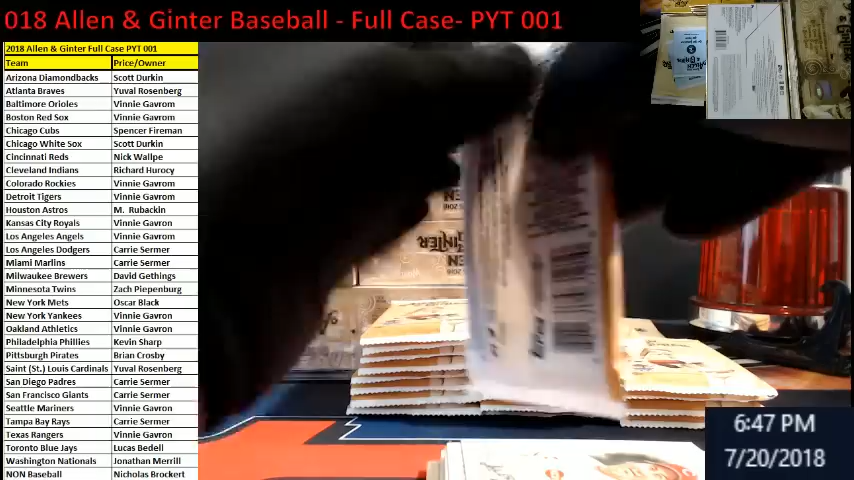 018 Allen & Ginter Baseball - Full Case- PYT 001
2018 Allen & Ginter Full Case PYT 001
Team Price/Owner
Arizona Diamondbacks Scott Durkin
Atlanta Braves Yuval Rosenberg
Baltimore Orioles Vinnie Gavrom
Boston Red Sox Vinnie Gavrom
Chicago Cubs Spencer Fireman
Chicago White Sox Scott Durkin
Cincinnati Reds Nick Wallpe
Cleveland Indians Richard Hurocy
Colorado Rockies Vinnie Gavrom
Detroit Tigers Vinnie Gavrom
Houston Astros M. Rubackin
Kansas City Royals Vinnie Gavron
Los Angeles Angels Vinnie Gavrom
Los Angeles Dodgers Carrie Sermer
Miami Marlins Carrie Sermer
Milwaukee Brewers David Gethings
Minnesota Twins Zach Piepenburg
New York Mets Oscar Black
New York Yankees Vinnie Gavron
Oakland Athletics Vinnie Gavron
Philadelphia Phillies Kevin Sharp
Pittsburgh Pirates Brian Crosby
Saint (St.) Louis Cardinals Yuval Rosenberg
San Diego Padres Carrie Sermer
San Francisco Giants Carrie Sermer
Seattle Mariners Vinnie Gavron
Tampa Bay Rays Carrie Sermer
Texas Rangers Vinnie Gavron
Toronto Blue Jays Lucas Bedell
Washington Nationals Jonathan Merrill
NON Baseball Nicholas Brockert
6:47 PM
7/20/2018